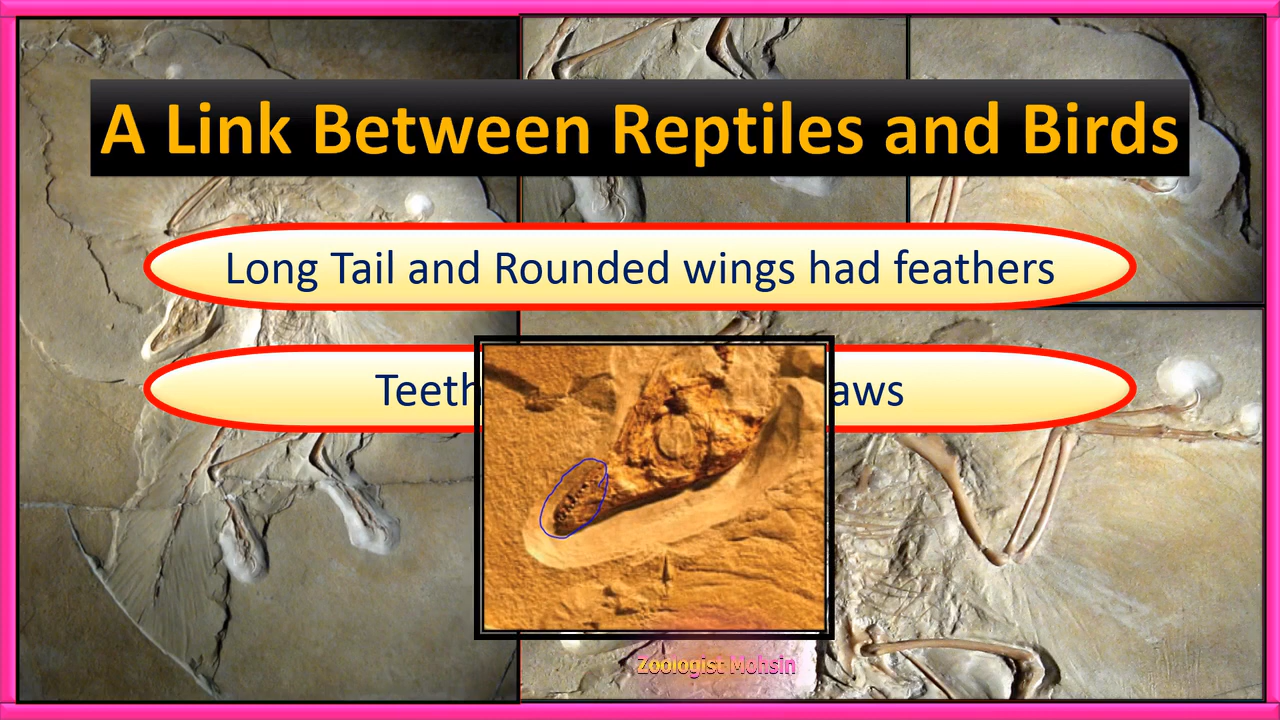 A Link Between Reptiles and Birds
Long Tail and Rounded wings had feathers
Teeth aws
Zoologist Mohsin